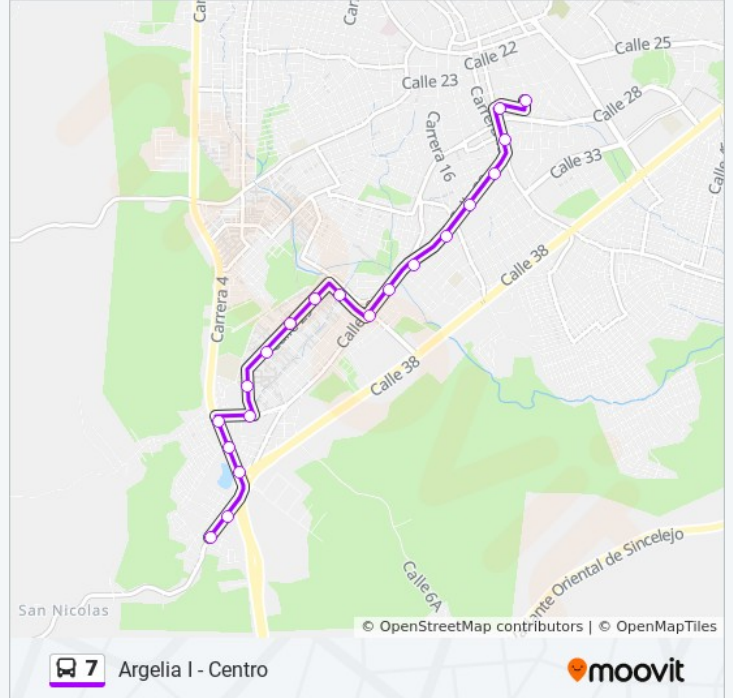 Calle 22
Calle 25
Calle 23
Calle 28
Carrera 16
Calle 33
Calle 38
Carrera 4
Calle 38
Calle 6A
Oriental de Sincelejo
San Nicolas
© OpenStreetMap contributors | © OpenMapTiles
7 Argelia I - Centro
moovit